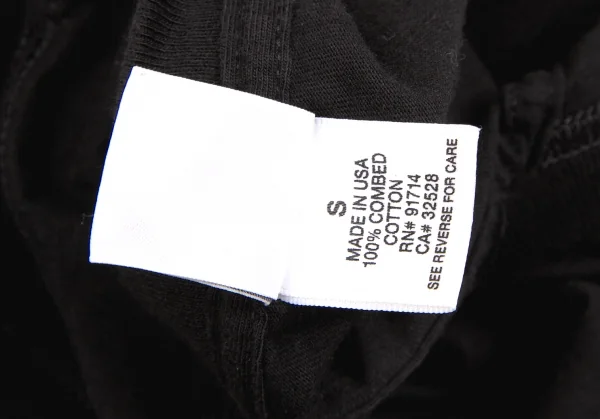 S
MADE IN USA
100% COMBED
COTTON
RN# 91714
CA# 32528
SEE REVERSE FOR CARE